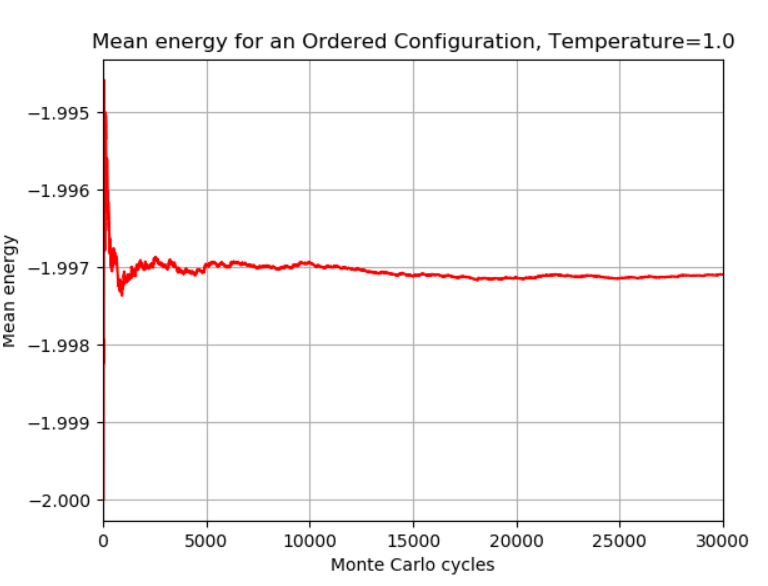 Mean energy for an Ordered Configuration, Temperature=1.0
Mean energy
−1.995
−1.996
−1.997
−1.998
−1.999
−2.000
0 5000 10000 15000 20000 25000 30000
Monte Carlo cycles